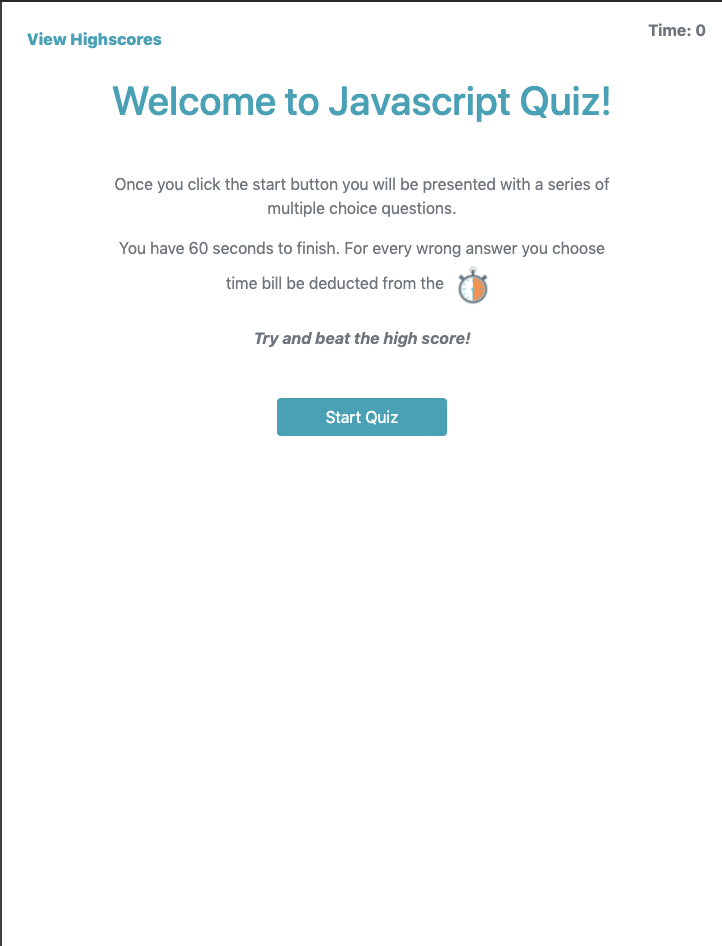 View Highscores
Time: 0
Welcome to Javascript Quiz!
Once you click the start button you will be presented with a series of
multiple choice questions.
You have 60 seconds to finish. For every wrong answer you choose
time bill be deducted from the
Try and beat the high score!
Start Quiz